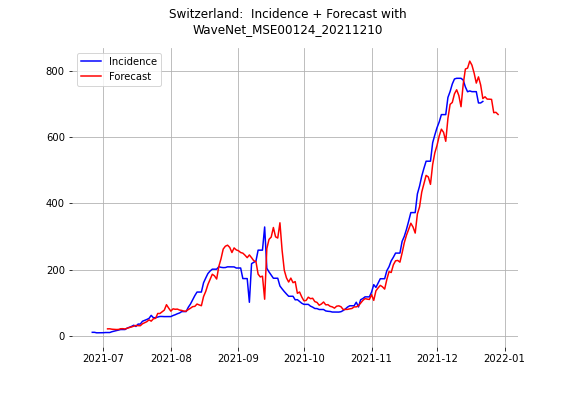 Switzerland:  Incidence + Forecast with
WaveNet_MSE00124_20211210
Incidence
Forecast
800
600
400
200
0
2021-07 2021-08 2021-09 2021-10 2021-11 2021-12 2022-01